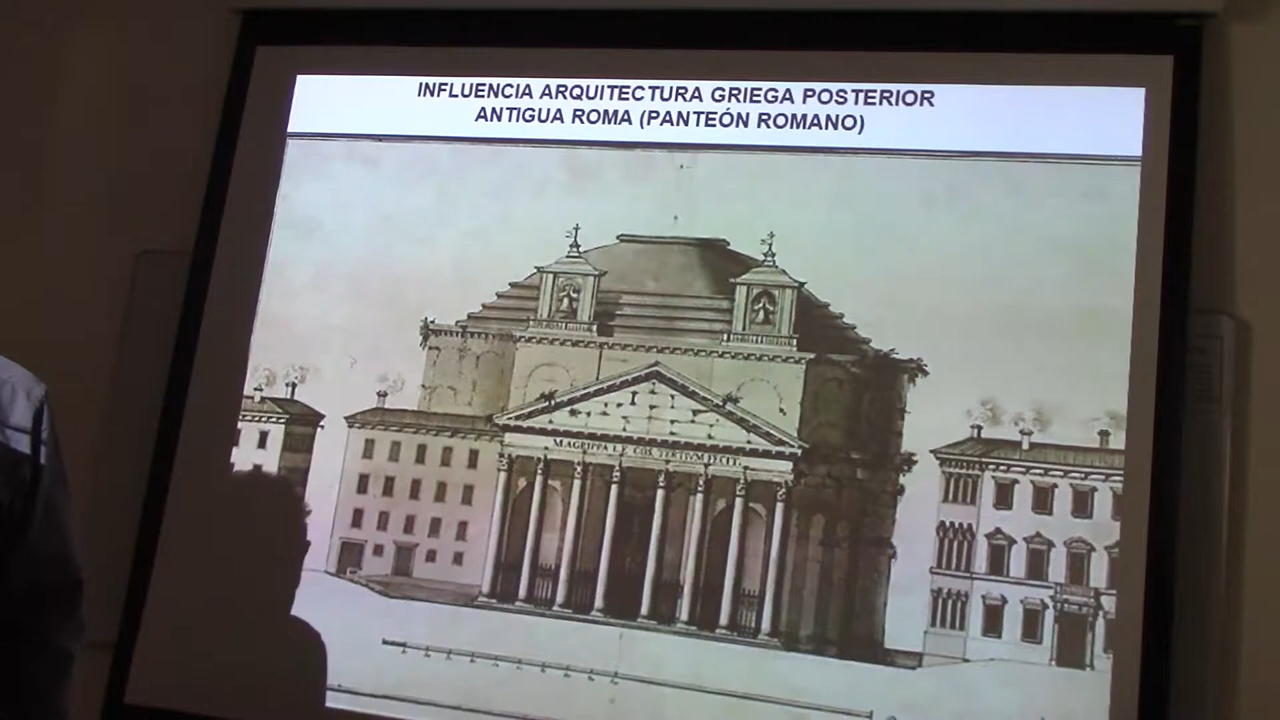 INFLUENCIA ARQUITECTURA GRIEGA POSTERIOR
ANTIGUA ROMA (PANTEÓN ROMANO)
M. AGRIPPA L.F. COS. TERTIVM FECIT.